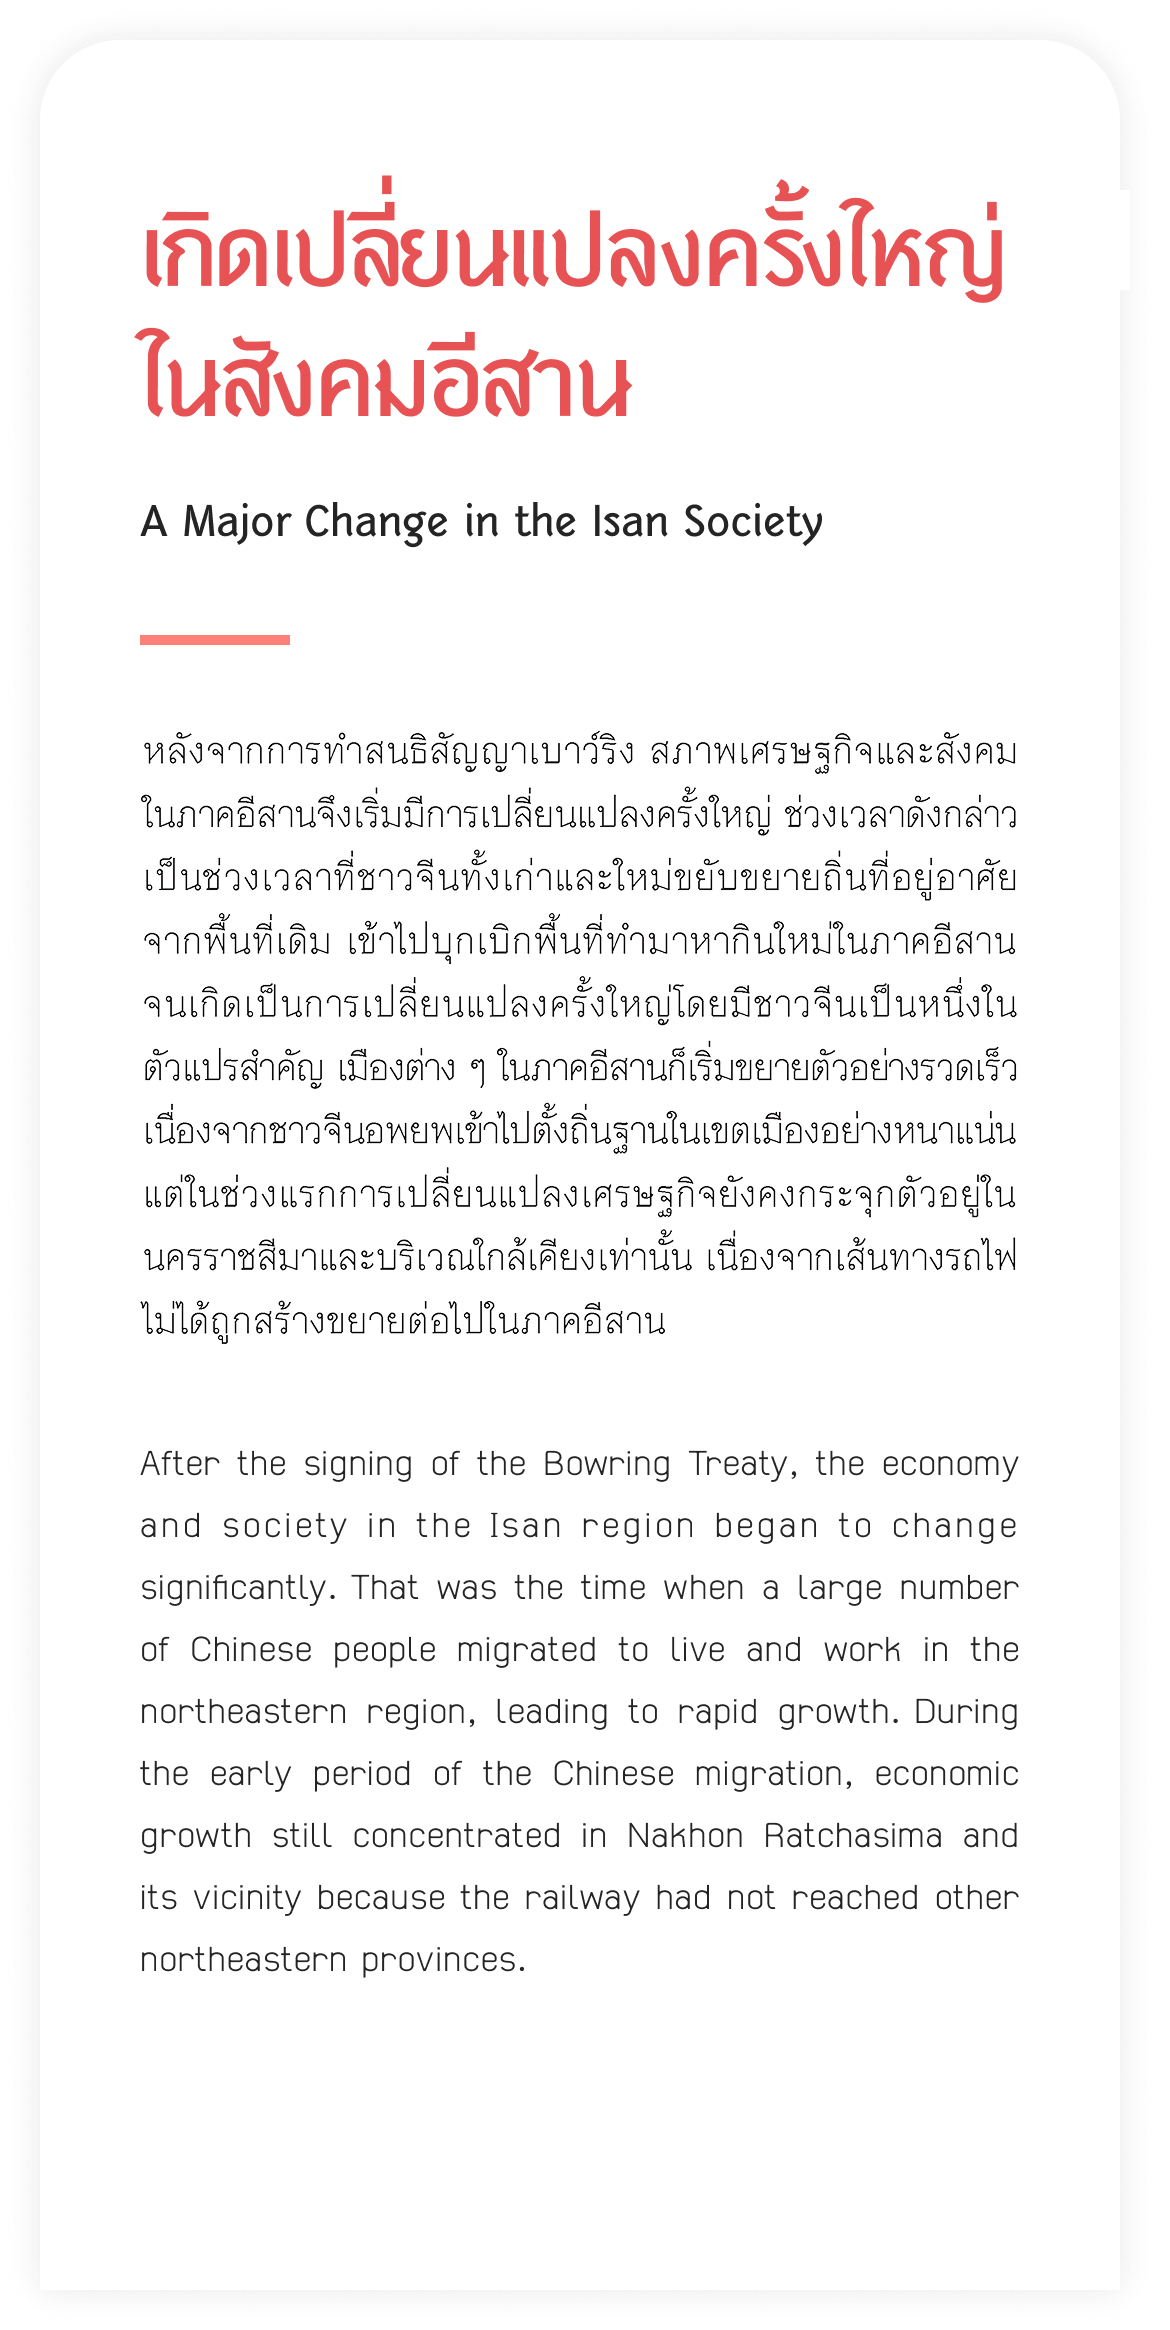 เกิดเปลี่ยนแปลงครั้งใหญ่
ในสังคมอีสาน
A Major Change in the Isan Society
หลังจากการทำสนธิสัญญาเบาว์ริง สภาพเศรษฐกิจและสังคม
ในภาคอีสานจึงเริ่มมีการเปลี่ยนแปลงครั้งใหญ่ ช่วงเวลาดังกล่าว
เป็นช่วงเวลาที่ชาวจีนทั้งเก่าและใหม่ขยับขยายถิ่นที่อยู่อาศัย
จากพื้นที่เดิม เข้าไปบุกเบิกพื้นที่ทำมาหากินใหม่ในภาคอีสาน
จนเกิดเป็นการเปลี่ยนแปลงครั้งใหญ่โดยมีชาวจีนเป็นหนึ่งใน
ตัวแปรสำคัญ เมืองต่าง ๆ ในภาคอีสานก็เริ่มขยายตัวอย่างรวดเร็ว
เนื่องจากชาวจีนอพยพเข้าไปตั้งถิ่นฐานในเขตเมืองอย่างหนาแน่น
แต่ในช่วงแรกการเปลี่ยนแปลงเศรษฐกิจยังคงกระจุกตัวอยู่ใน
นครราชสีมาและบริเวณใกล้เคียงเท่านั้น เนื่องจากเส้นทางรถไฟ
ไม่ได้ถูกสร้างขยายต่อไปในภาคอีสาน
After the signing of the Bowring Treaty, the economy
and society in the Isan region began to change
significantly. That was the time when a large number
of Chinese people migrated to live and work in the
northeastern region, leading to rapid growth. During
the early period of the Chinese migration, economic
growth still concentrated in Nakhon Ratchasima and
its vicinity because the railway had not reached other
northeastern provinces.